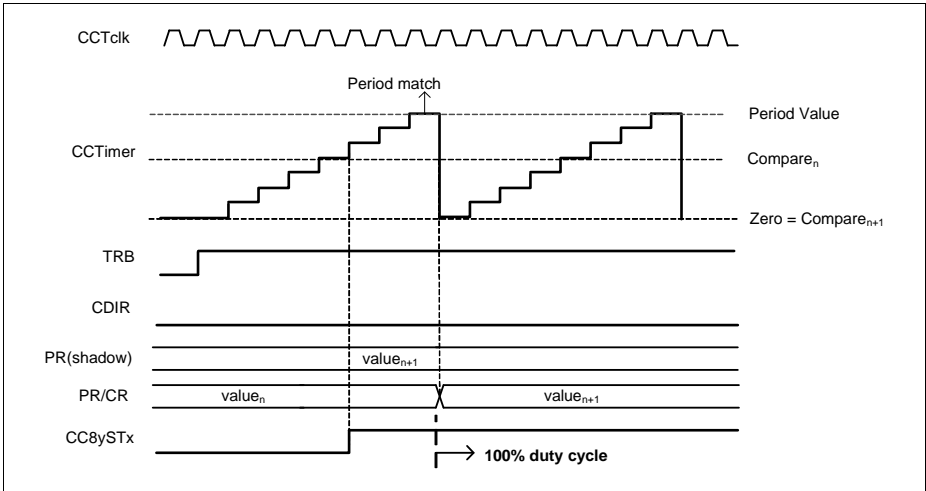 CCTclk
Period match
Period Value
CCTimer
Compareₙ
Zero = Compareₙ₊₁
TRB
CDIR
PR(shadow)
valueₙ₊₁
PR/CR
valueₙ
valueₙ₊₁
CC8ySTx
100% duty cycle